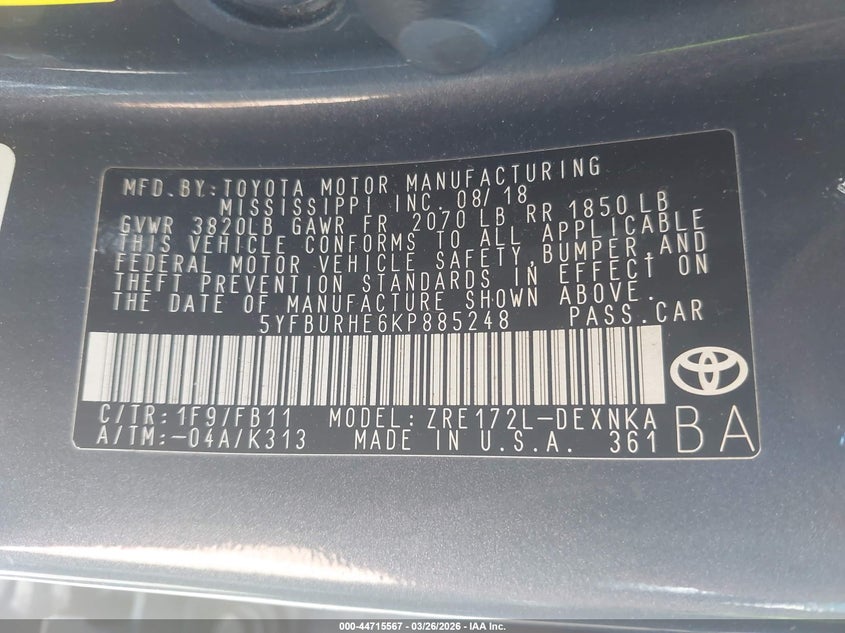 MFD.BY:TOYOTA MOTOR MANUFACTURING
MISSISSIPPI INC. 08/18
GVWR 3820LB GAWR FR 2070 LB RR 1850 LB
THIS VEHICLE CONFORMS TO ALL APPLICABLE
FEDERAL MOTOR VEHICLE SAFETY,BUMPER,AND
THEFT PREVENTION STANDARDS IN EFFECT ON
THE DATE OF MANUFACTURE SHOWN ABOVE.
5YFBURHE6KP885248 PASS.CAR
C/TR:1F9/FB11 MODEL:ZRE172L-DEXNKA
A/TM:-04A/K313 MADE IN U.S.A. 361
BA
000-44715567 - 03/26/2026 - IAA Inc.